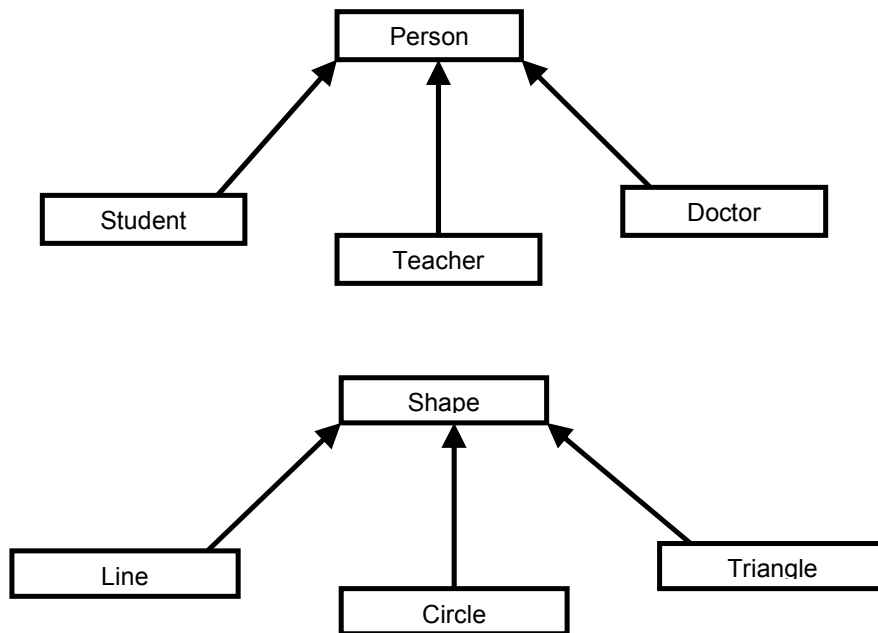 Person
Student
Doctor
Teacher
Shape
Line
Triangle
Circle